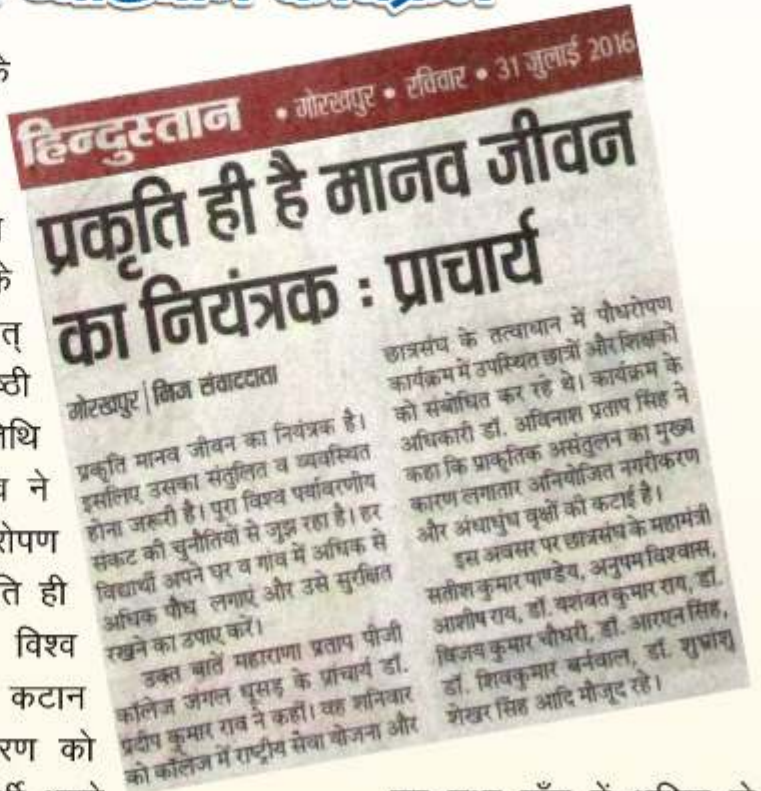 हिन्दुस्तान • गोरखपुर • रविवार • 31 जुलाई 2016
प्रकृति ही है मानव जीवन
का नियंत्रक : प्राचार्य
गोरखपुर | निज संवाददाता
प्रकृति मानव जीवन का नियंत्रक है।
इसलिए उसका संतुलित व व्यवस्थित
होना जरूरी है। पूरा विश्व पर्यावरणीय
संकट की चुनौतियों से जूझ रहा है। हर
विद्यार्थी अपने घर व गांव में अधिक से
अधिक पौध लगाएं और उसे सुरक्षित
रखने का उपाए करें।
उक्त बातें महाराणा प्रताप पीजी
कॉलेज जंगल धूसड़ के प्रांचार्य डॉ.
प्रदीप कुमार राव ने कहीं। वह शनिवार
को कॉलेज में राष्ट्रीय सेवा योजना और
छात्रसंघ के तत्वाधान में पौधरोपण
कार्यक्रम में उपस्थित छात्रों और शिक्षकों
को संबोधित कर रहे थे। कार्यक्रम के
अधिकारी डॉ. अविनाश प्रताप सिंह ने
कहा कि प्राकृतिक असंतुलन का मुख्य
कारण लगातार अनियोजित नगरीकरण
और अंधाधुंध वृक्षों की कटाई है।
इस अवसर पर छात्रसंघ के महामंत्री
सतीश कुमार पाण्डेय, अनुपम विश्वास,
आशीष राय, डॉ. यशवंत कुमार राय, डॉ.
विजय कुमार चौधरी, डॉ. आरएन सिंह,
डॉ. शिवकुमार बर्नवाल, डॉ. शुभ्रांशु
शेखर सिंह आदि मौजूद रहे।
के
के
त्
ष्ठी
तिथि
व ने
रोपण
ति ही
विश्व
कटान
रण को